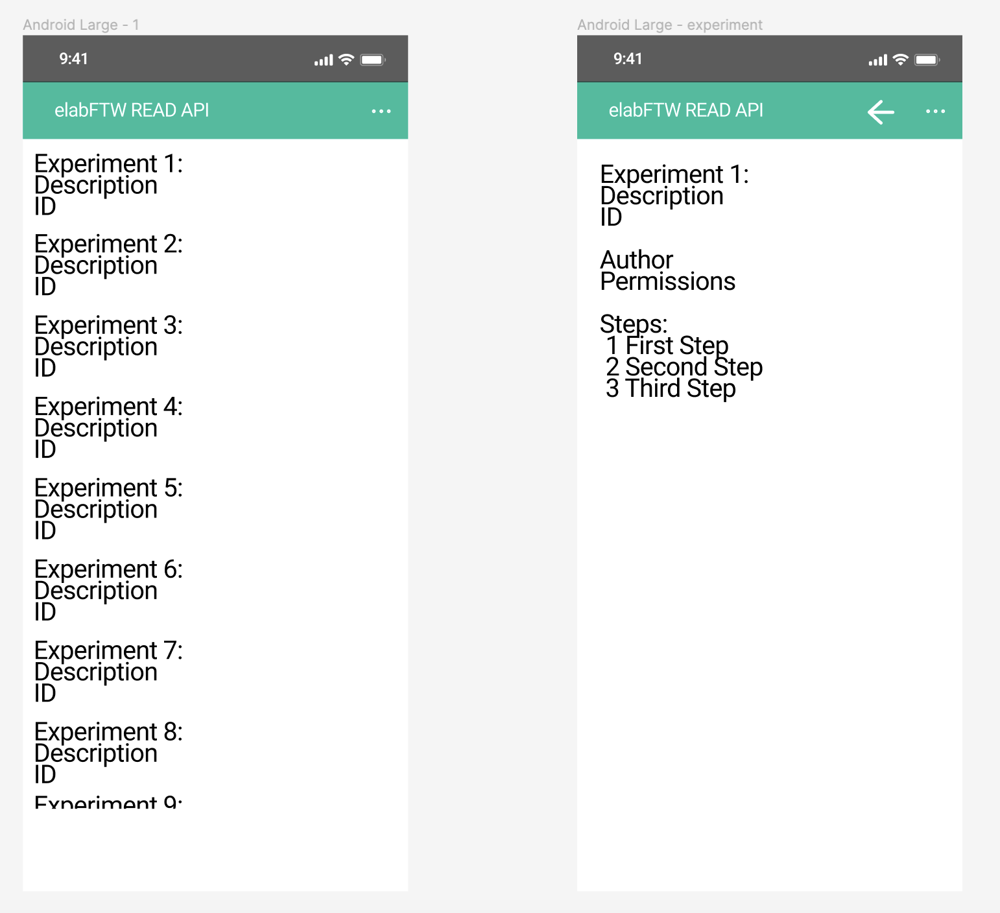 Android Large - 1
9:41
elabFTW READ API
Experiment 1:
Description
ID
Experiment 2:
Description
ID
Experiment 3:
Description
ID
Experiment 4:
Description
ID
Experiment 5:
Description
ID
Experiment 6:
Description
ID
Experiment 7:
Description
ID
Experiment 8:
Description
ID
Experiment 9:
Android Large - experiment
9:41
elabFTW READ API
Experiment 1:
Description
ID
Author
Permissions
Steps:
1 First Step
2 Second Step
3 Third Step